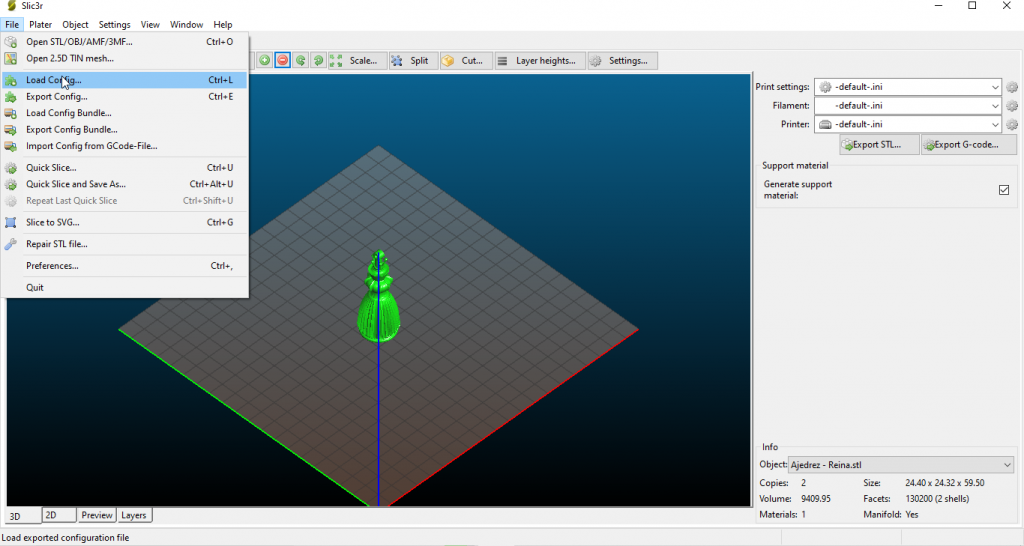 Slic3r
File Plater Object Settings View Window Help
Open STL/OBJ/AMF/3MF... Ctrl+O
Open 2.5D TIN mesh...
Load Config... Ctrl+L
Export Config... Ctrl+E
Load Config Bundle...
Export Config Bundle...
Import Config from GCode-File...
Quick Slice... Ctrl+U
Quick Slice and Save As... Ctrl+Alt+U
Repeat Last Quick Slice Ctrl+Shift+U
Slice to SVG... Ctrl+G
Repair STL file...
Preferences... Ctrl+,
Quit
Scale... Split Cut... Layer heights... Settings...
Print settings: -default-.ini
Filament: -default-.ini
Printer: -default-.ini
Export STL... Export G-code...
Support material
Generate support
material:
Info
Object: Ajedrez - Reina.stl
Copies: 2 Size: 24.40 x 24.32 x 59.50
Volume: 9409.95 Facets: 130200 (2 shells)
Materials: 1 Manifold: Yes
3D 2D Preview Layers
Load exported configuration file